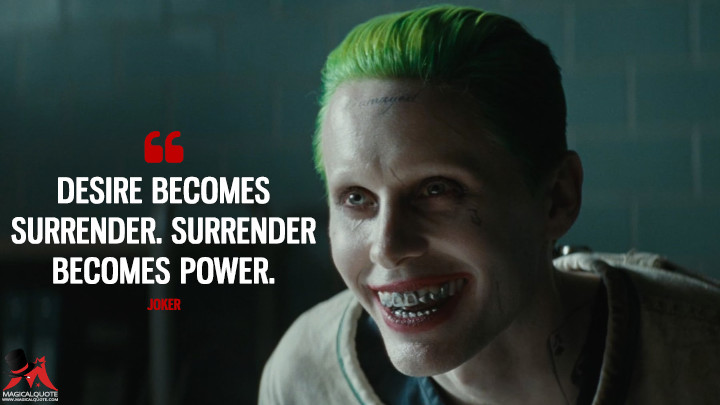 DESIRE BECOMES
SURRENDER. SURRENDER
BECOMES POWER.
JOKER
MAGICALQUOTE
WWW.MAGICALQUOTE.COM